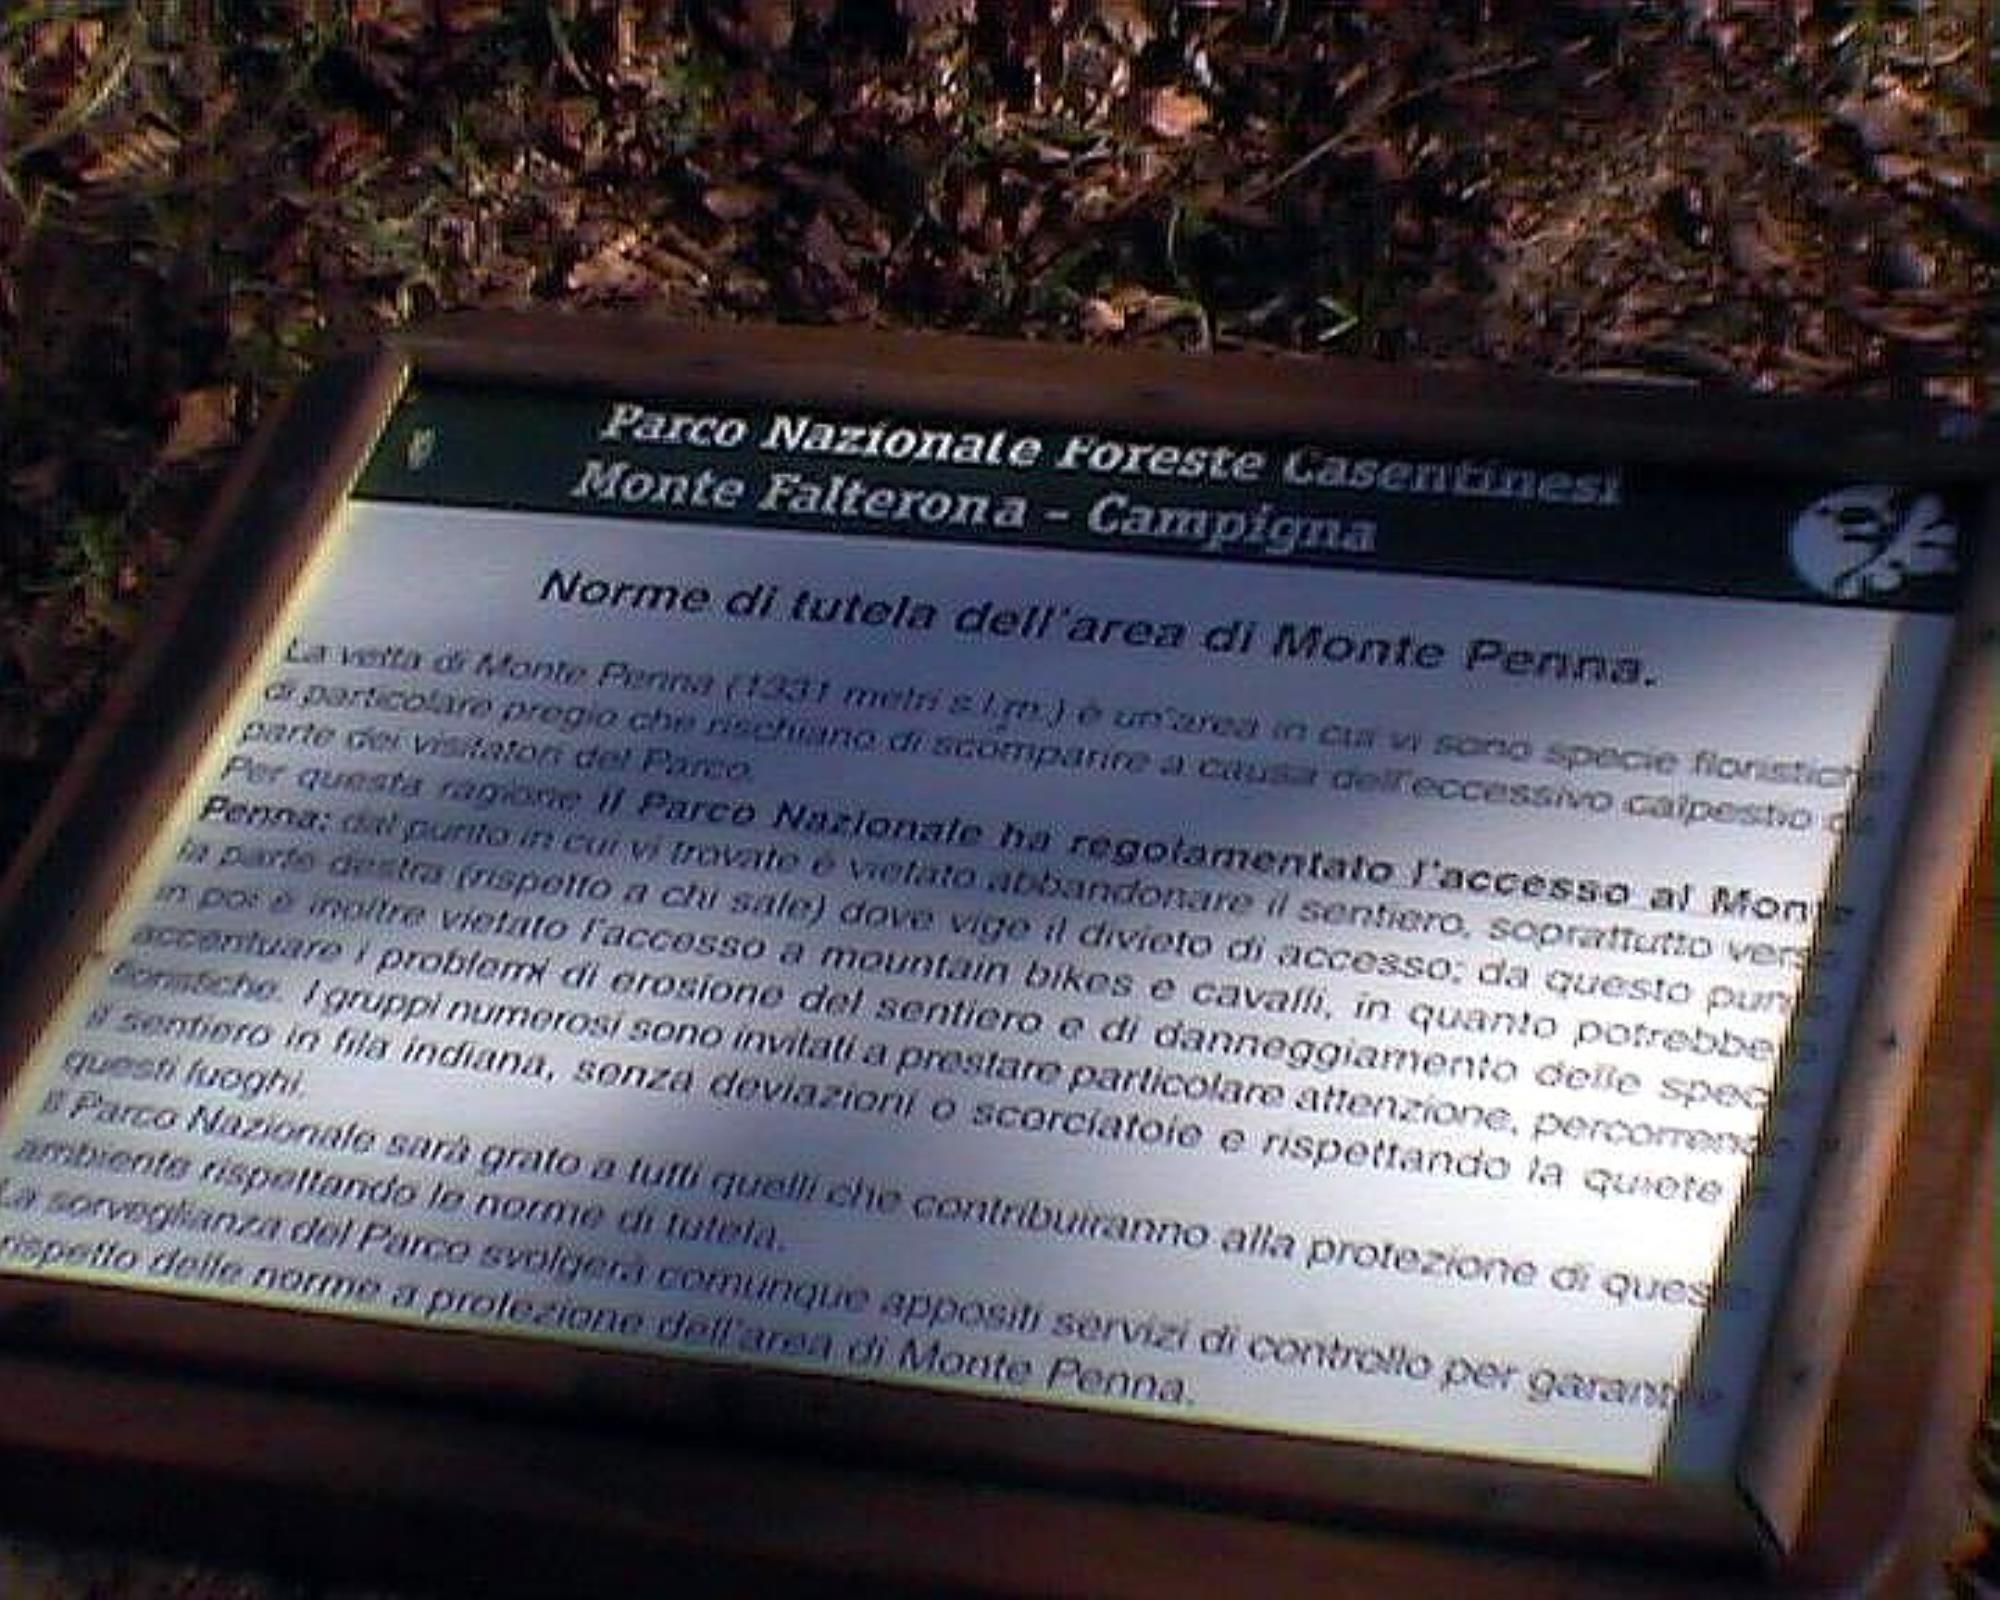 Parco Nazionale Foreste Casentinesi
Monte Falterona - Campigna
Norme di tutela dell'area di Monte Penna.
La vetta di Monte Penna (1331 metri s.l.m.) è un'area in cui vi sono specie floristiche
di particolare pregio che rischiano di scomparire a causa dell'eccessivo calpestio da
parte dei visitatori del Parco.
Per questa ragione il Parco Nazionale ha regolamentato l'accesso al Monte
Penna: dal punto in cui vi trovate è vietato abbandonare il sentiero, soprattutto verso
la parte destra (rispetto a chi sale) dove vige il divieto di accesso; da questo
in poi è inoltre vietato l'accesso a mountain bikes e cavalli, in quanto
accentuare i problemi di erosione del sentiero e di danneggiamento delle
floristiche. I gruppi numerosi sono invitati a prestare particolare attenzione,
il sentiero in fila indiana, senza deviazioni o scorciatoie e rispettando la quiete
questi luoghi.
Il Parco Nazionale sarà grato a tutti quelli che contribuiranno alla protezione di
ambiente rispettando le norme di tutela.
La sorveglianza del Parco svolgerà comunque appositi servizi di controllo per
rispetto delle norme a protezione dell'area di Monte Penna.